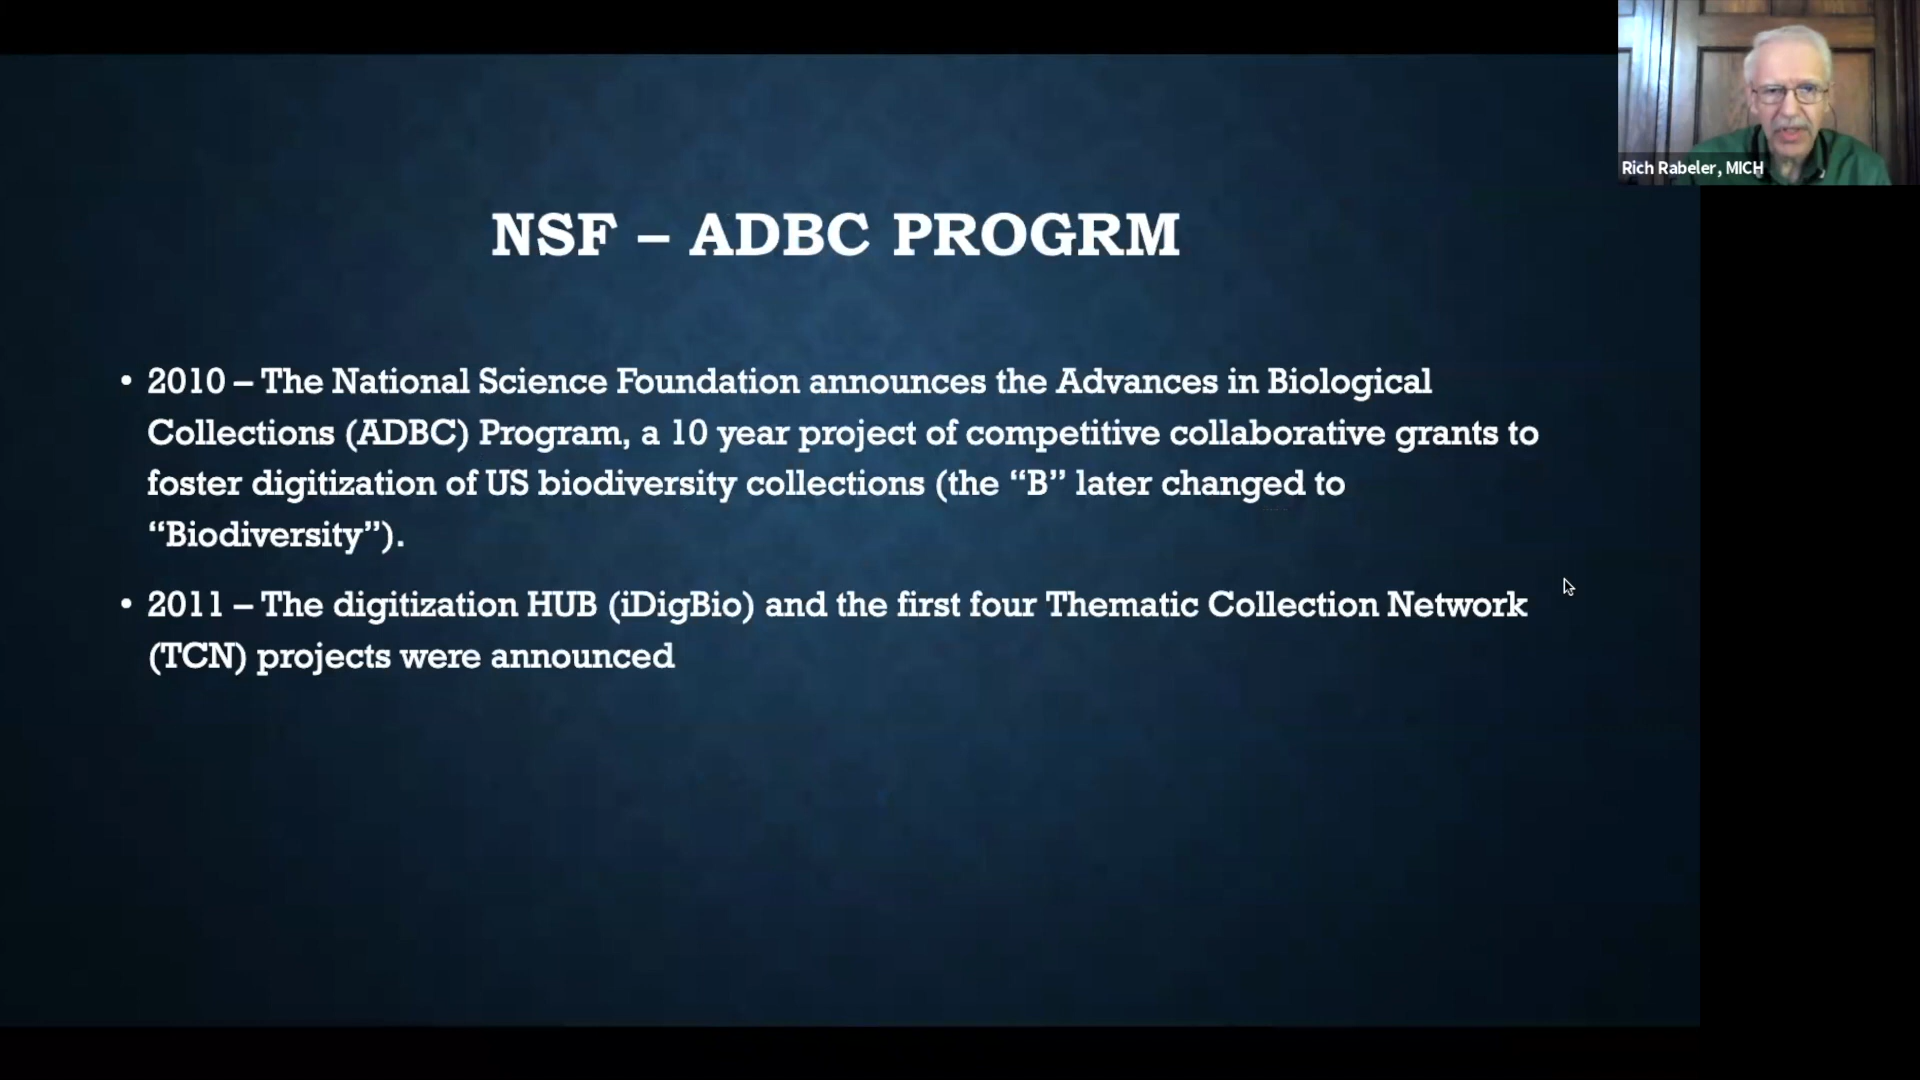 Rich Rabeler, MICH
NSF – ADBC PROGRM
• 2010 – The National Science Foundation announces the Advances in Biological
Collections (ADBC) Program, a 10 year project of competitive collaborative grants to
foster digitization of US biodiversity collections (the “B” later changed to
“Biodiversity”).
• 2011 – The digitization HUB (iDigBio) and the first four Thematic Collection Network
(TCN) projects were announced